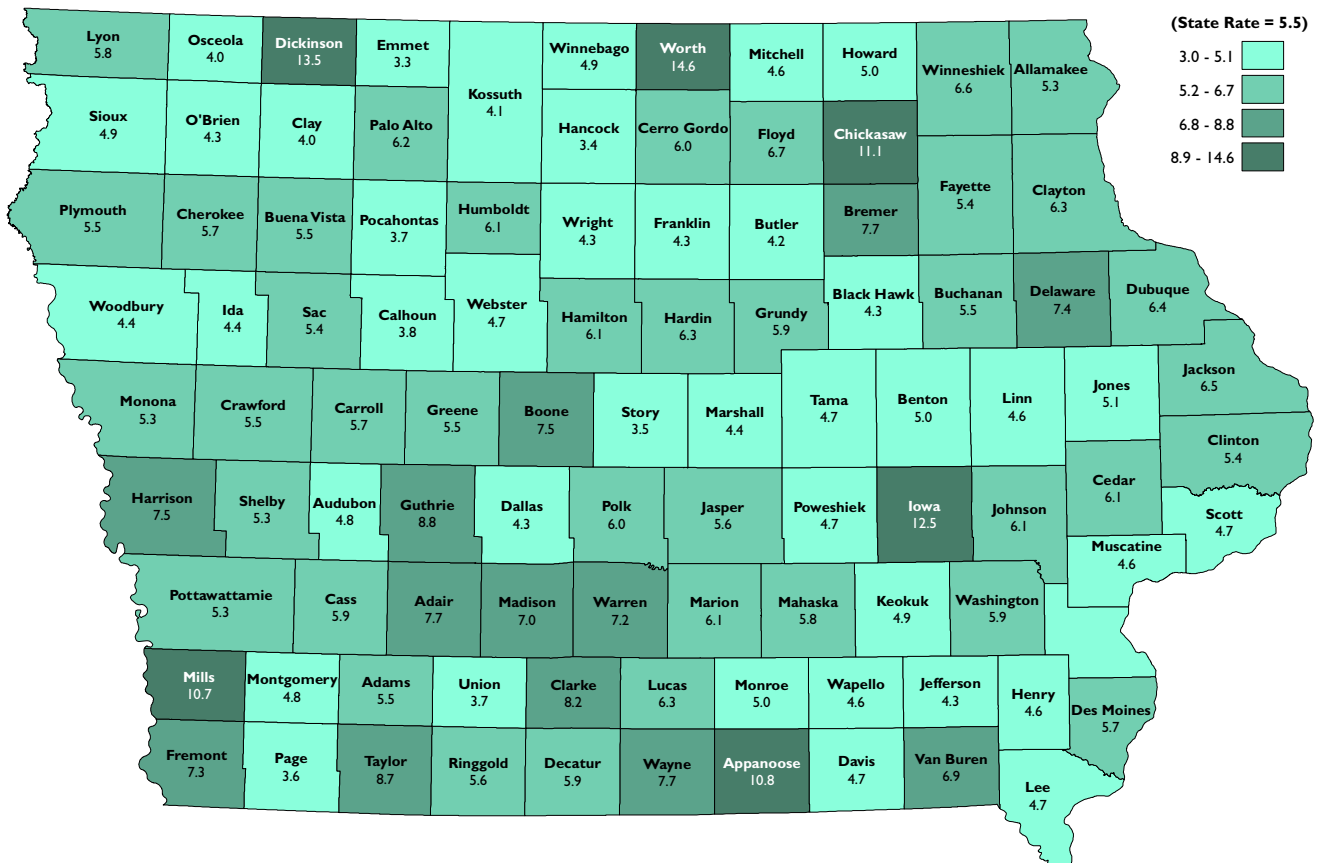 (State Rate = 5.5)
3.0 - 5.1
5.2 - 6.7
6.8 - 8.8
8.9 - 14.6
Lyon
5.8
Osceola
4.0
Dickinson
13.5
Emmet
3.3
Kossuth
4.1
Winnebago
4.9
Worth
14.6
Mitchell
4.6
Howard
5.0
Winneshiek
6.6
Allamakee
5.3
Sioux
4.9
O'Brien
4.3
Clay
4.0
Palo Alto
6.2
Hancock
3.4
Cerro Gordo
6.0
Floyd
6.7
Chickasaw
11.1
Plymouth
5.5
Cherokee
5.7
Buena Vista
5.5
Pocahontas
3.7
Humboldt
6.1
Wright
4.3
Franklin
4.3
Butler
4.2
Bremer
7.7
Fayette
5.4
Clayton
6.3
Woodbury
4.4
Ida
4.4
Sac
5.4
Calhoun
3.8
Webster
4.7
Hamilton
6.1
Hardin
6.3
Grundy
5.9
Black Hawk
4.3
Buchanan
5.5
Delaware
7.4
Dubuque
6.4
Monona
5.3
Crawford
5.5
Carroll
5.7
Greene
5.5
Boone
7.5
Story
3.5
Marshall
4.4
Tama
4.7
Benton
5.0
Linn
4.6
Jones
5.1
Jackson
6.5
Clinton
5.4
Harrison
7.5
Shelby
5.3
Audubon
4.8
Guthrie
8.8
Dallas
4.3
Polk
6.0
Jasper
5.6
Poweshiek
4.7
Iowa
12.5
Johnson
6.1
Cedar
6.1
Scott
4.7
Muscatine
4.6
Pottawattamie
5.3
Cass
5.9
Adair
7.7
Madison
7.0
Warren
7.2
Marion
6.1
Mahaska
5.8
Keokuk
4.9
Washington
5.9
Mills
10.7
Montgomery
4.8
Adams
5.5
Union
3.7
Clarke
8.2
Lucas
6.3
Monroe
5.0
Wapello
4.6
Jefferson
4.3
Henry
4.6
Des Moines
5.7
Fremont
7.3
Page
3.6
Taylor
8.7
Ringgold
5.6
Decatur
5.9
Wayne
7.7
Appanoose
10.8
Davis
4.7
Van Buren
6.9
Lee
4.7